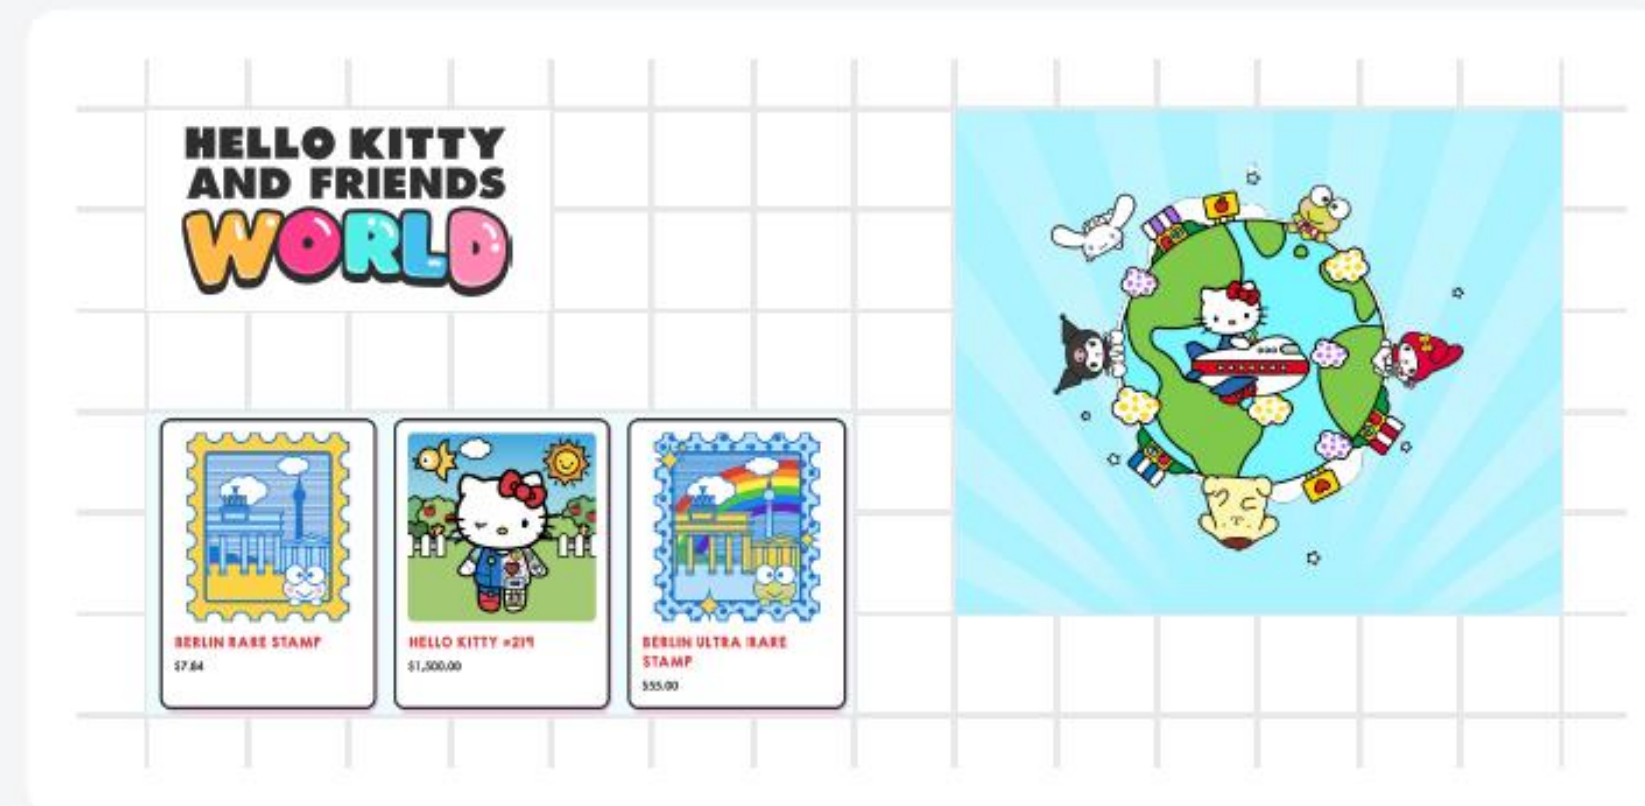 HELLO KITTY
AND FRIENDS
WORLD
BERLIN RARE STAMP
$7.84
HELLO KITTY #219
$1,500.00
BERLIN ULTRA RARE
STAMP
$55.00